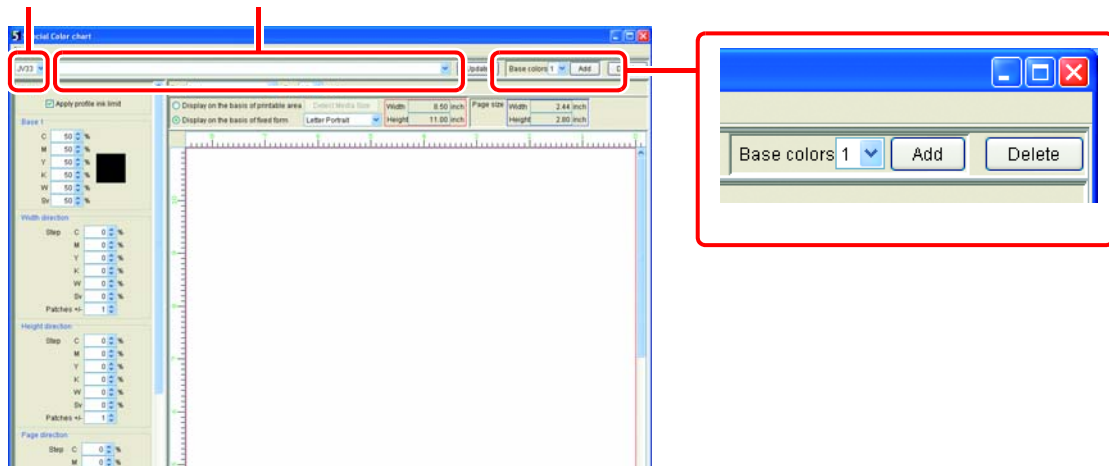 5 Special Color chart
JV33 Update Base colors 1 Add D
Apply profile ink limit
Display on the basis of printable area Detect Media Size Width 8.50 inch Page size Width 2.44 inch
Display on the basis of fixed form Letter Portrait Height 11.00 inch Height 2.80 inch
Base 1
C 50 %
M 50 %
Y 50 %
K 50 %
W 50 %
Sv 50 %
Width direction
Step C 0 %
M 0 %
Y 0 %
K 0 %
W 0 %
Sv 0 %
Patches +/- 1
Height direction
Step C 0 %
M 0 %
Y 0 %
K 0 %
W 0 %
Sv 0 %
Patches +/- 1
Page direction
Step C 0 %
M 0 %
Base colors 1 Add Delete